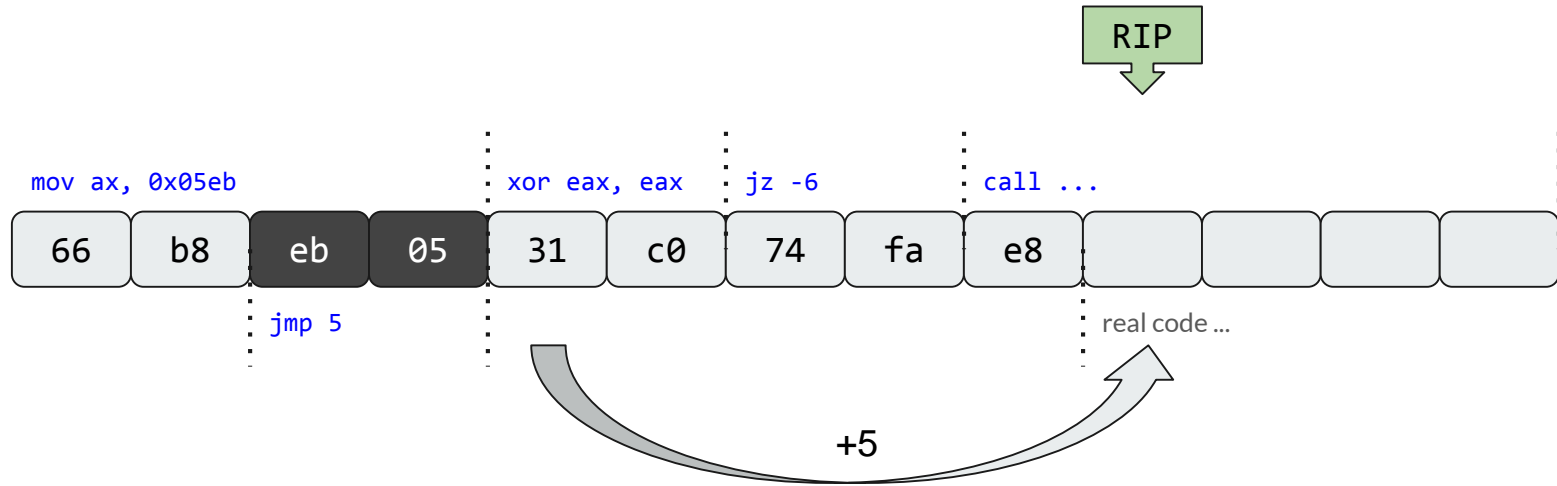 RIP
mov ax, 0x05eb xor eax, eax jz -6 call ...
66 b8 eb 05 31 c0 74 fa e8
jmp 5 real code ...
+5